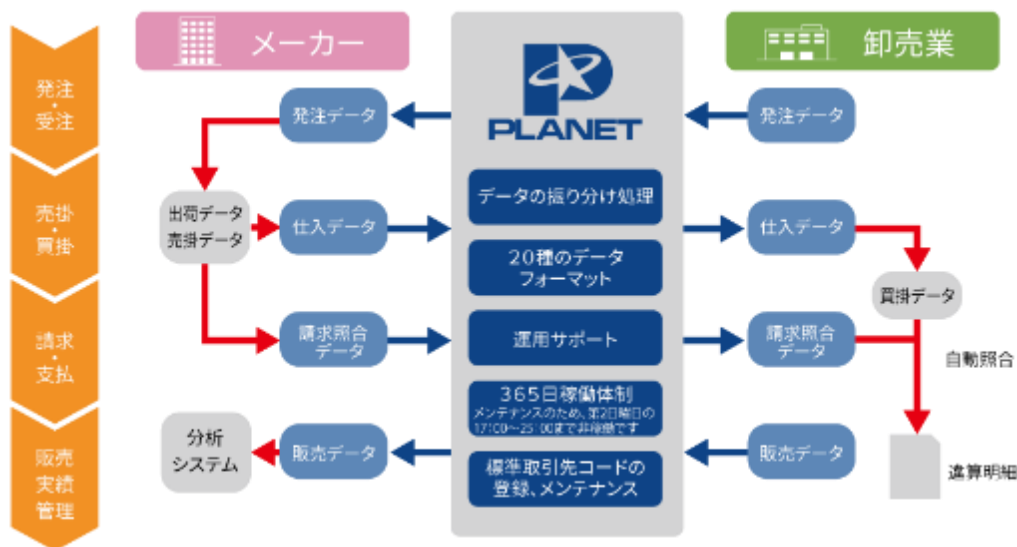 メーカー
卸売業
PLANET
発注
・
受注
売掛
・
買掛
請求
・
支払
販売
実績
管理
発注データ
発注データ
出荷データ
売掛データ
仕入データ
仕入データ
買掛データ
請求照合
データ
請求照合
データ
自動照合
分析
システム
販売データ
販売データ
違算明細
データの振り分け処理
20種のデータ
フォーマット
運用サポート
365日稼働体制
メンテナンスのため、第2日曜日の
17:00〜25:00まで非稼働です
標準取引先コードの
登録、メンテナンス